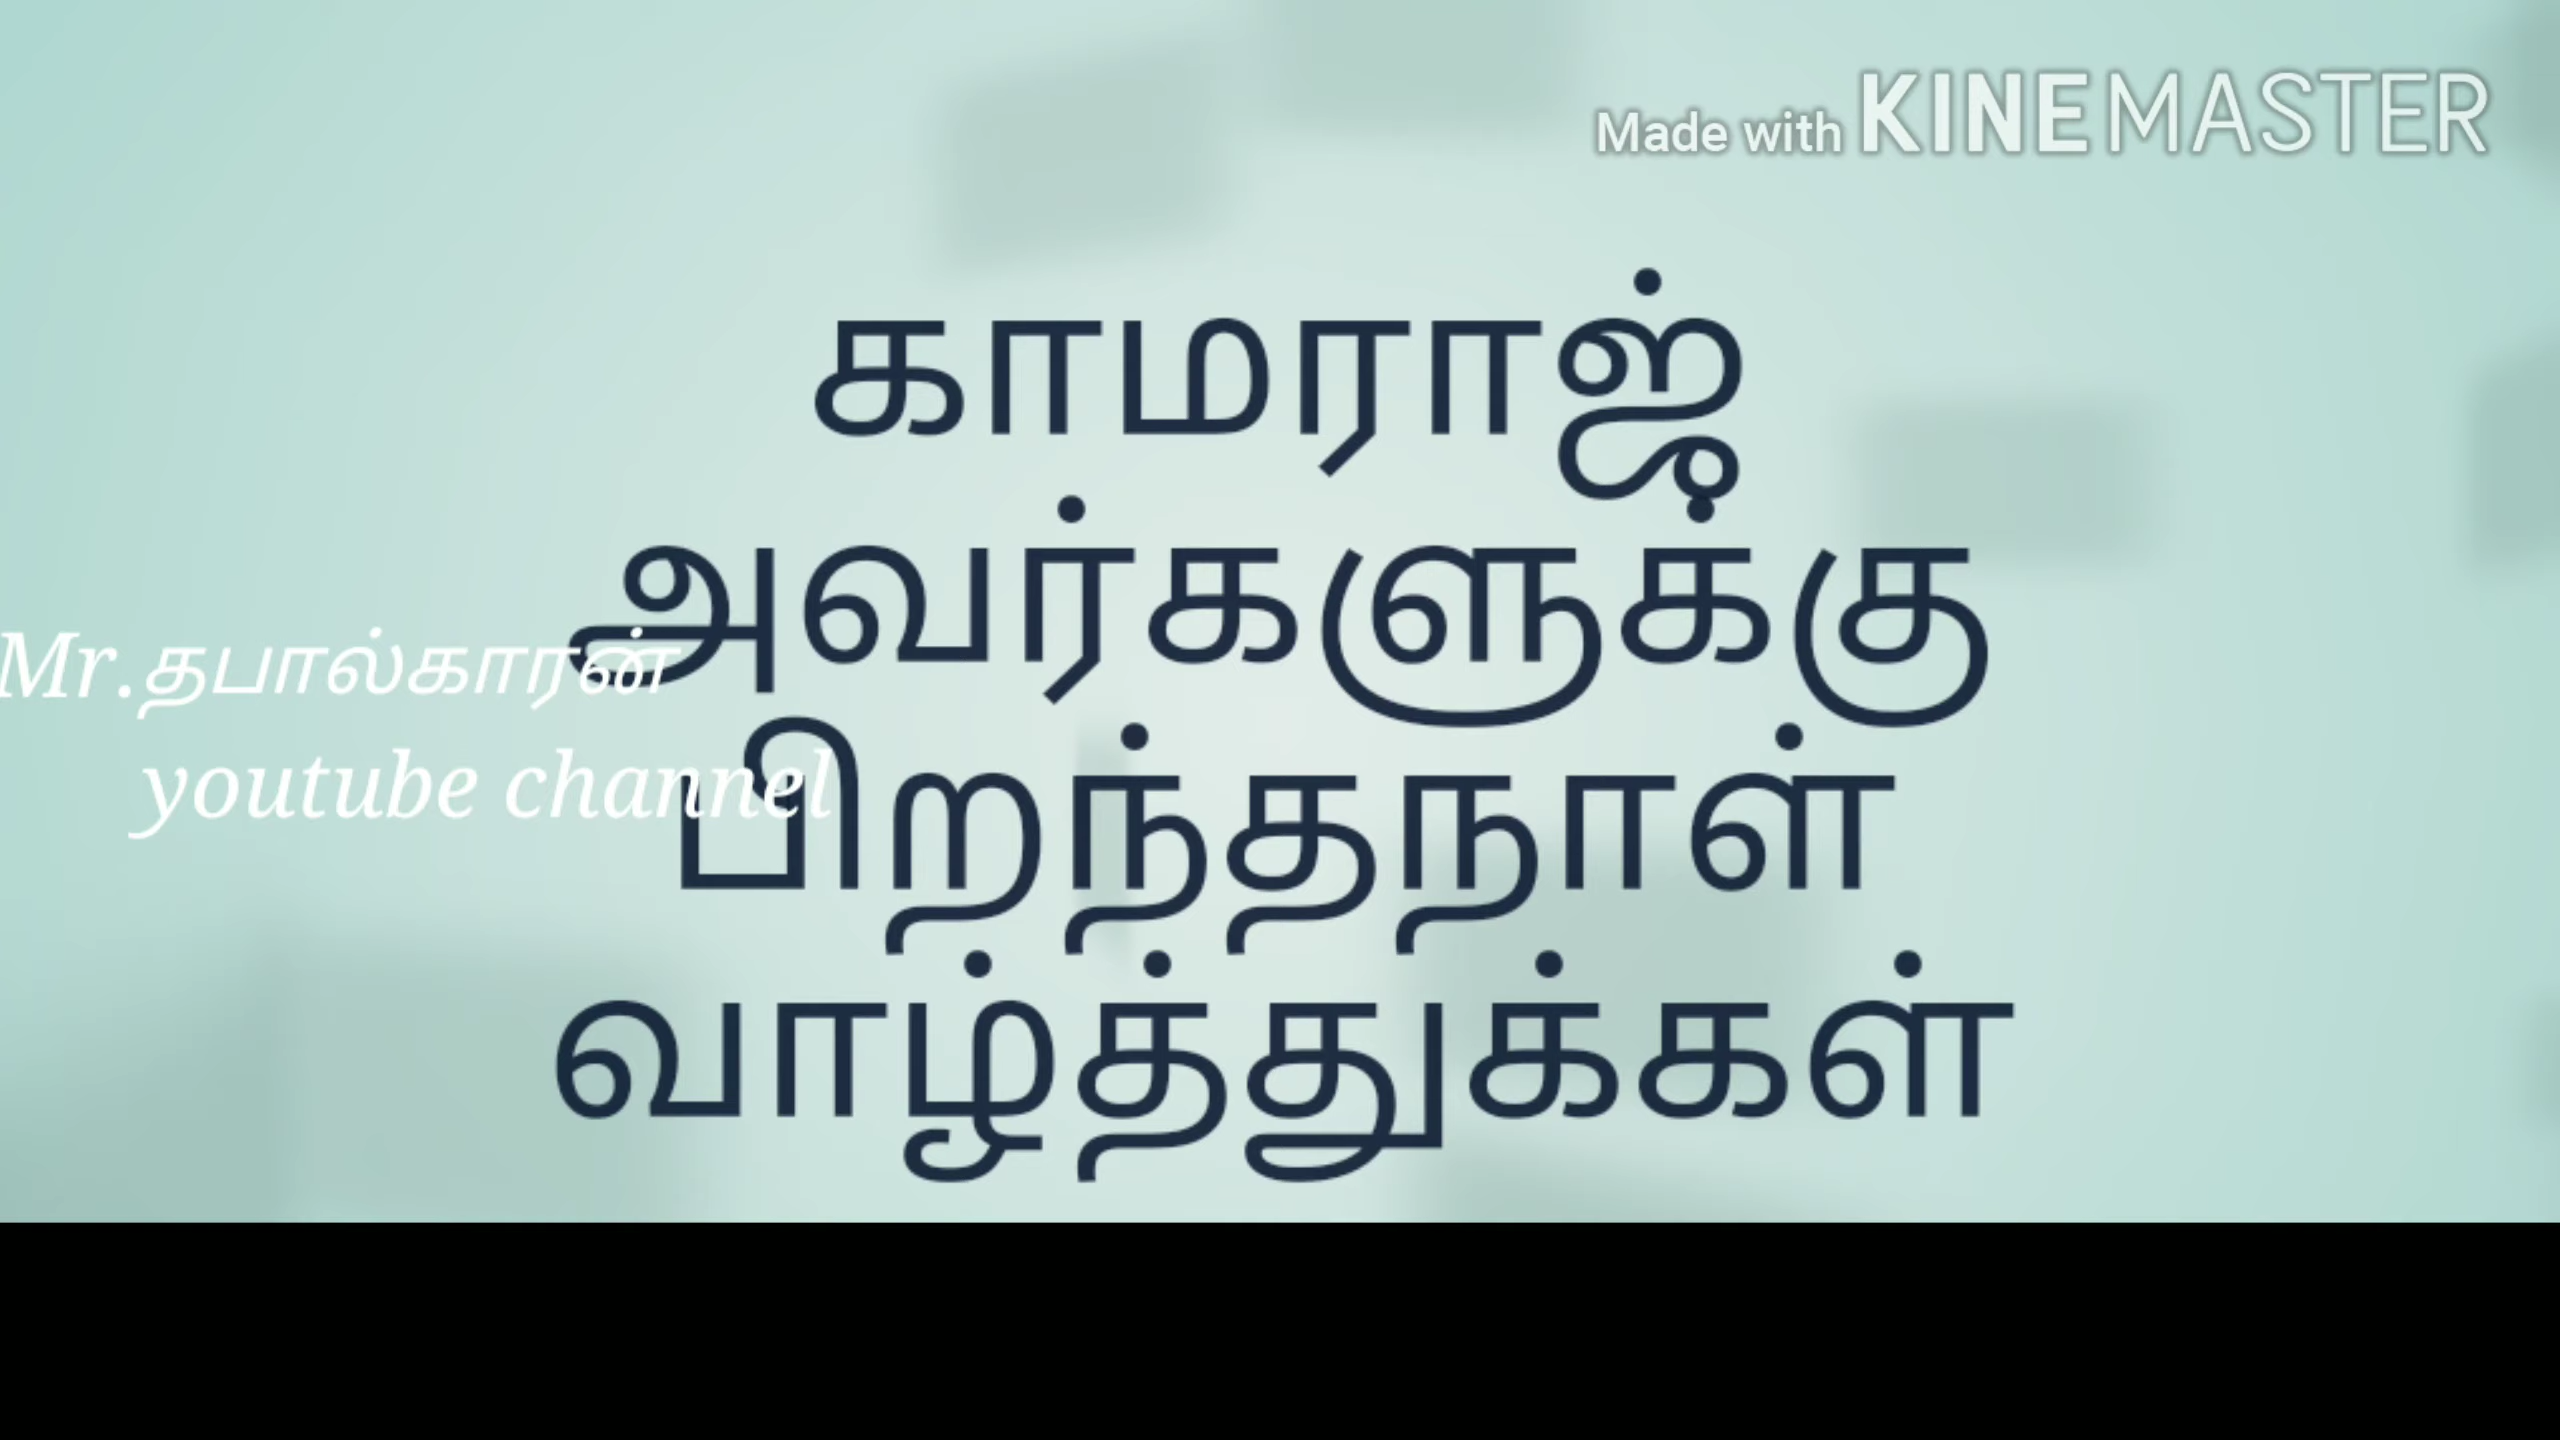 Made with KINEMASTER
காமராஜ்
அவர்களுக்கு
பிறந்தநாள்
வாழ்த்துக்கள்
Mr.தபால்காரன்
youtube channel